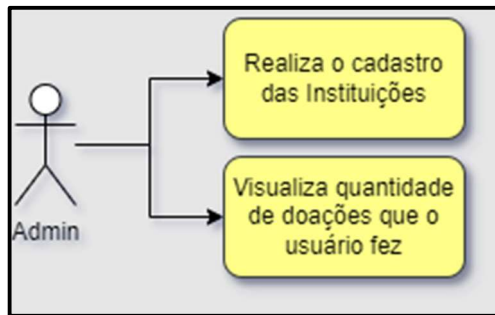 Realiza o cadastro
das Instituições
Visualiza quantidade
de doações que o
usuário fez
Admin